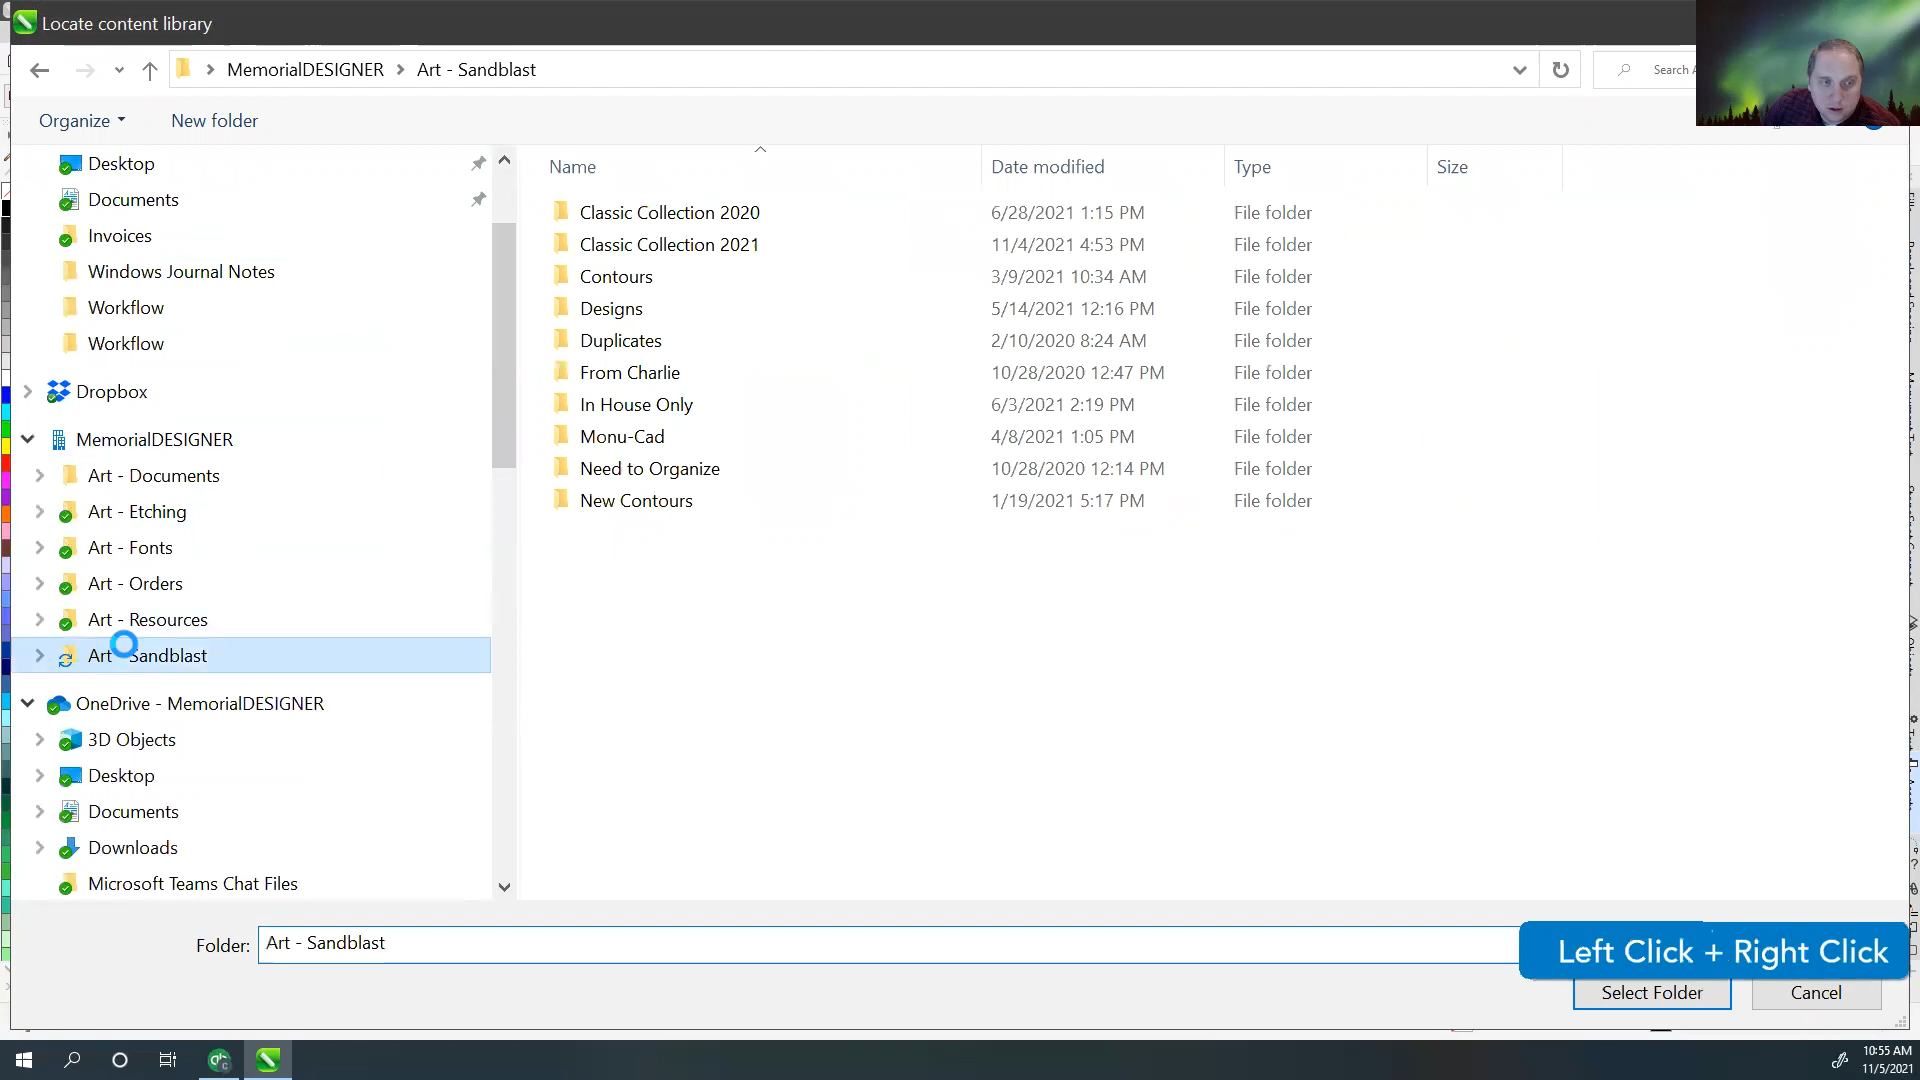 Locate content library
MemorialDESIGNER
Art - Sandblast
Search A
Organize
New folder
Desktop
Documents
Invoices
Windows Journal Notes
Workflow
Workflow
Dropbox
MemorialDESIGNER
Art - Documents
Art - Etching
Art - Fonts
Art - Orders
Art - Resources
Art - Sandblast
OneDrive - MemorialDESIGNER
3D Objects
Desktop
Documents
Downloads
Microsoft Teams Chat Files
Name Date modified Type Size
Classic Collection 2020 6/28/2021 1:15 PM File folder
Classic Collection 2021 11/4/2021 4:53 PM File folder
Contours 3/9/2021 10:34 AM File folder
Designs 5/14/2021 12:16 PM File folder
Duplicates 2/10/2020 8:24 AM File folder
From Charlie 10/28/2020 12:47 PM File folder
In House Only 6/3/2021 2:19 PM File folder
Monu-Cad 4/8/2021 1:05 PM File folder
Need to Organize 10/28/2020 12:14 PM File folder
New Contours 1/19/2021 5:17 PM File folder
Folder: Art - Sandblast
Left Click + Right Click
Select Folder Cancel
10:55 AM
11/5/2021